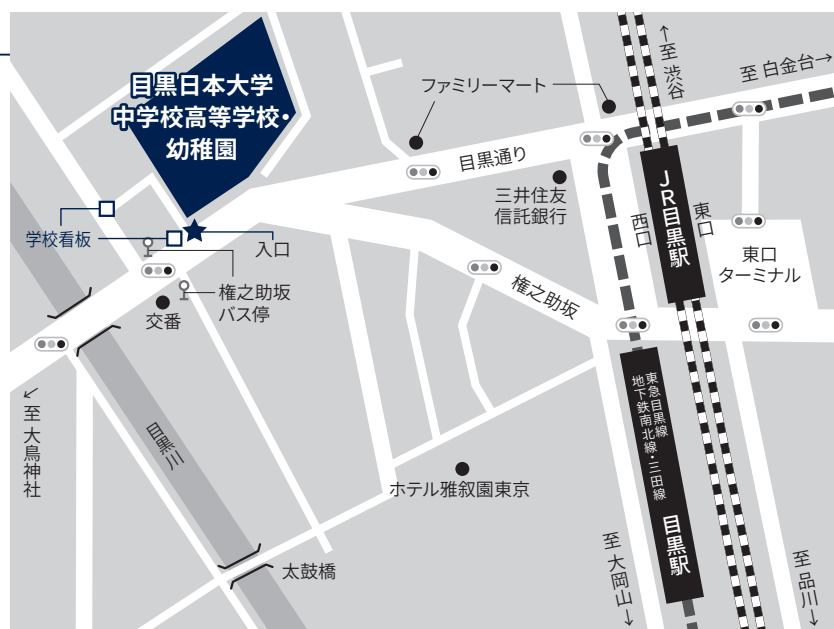 目黒日本大学
中学校高等学校・
幼稚園
ファミリーマート
↑至 渋谷
至 白金台→
目黒通り
三井住友
信託銀行
JR目黒駅
西口
東口
東口
ターミナル
学校看板
入口
権之助坂
バス停
交番
権之助坂
←至 大鳥神社
目黒川
東急目黒線
地下鉄南北線・三田線
目黒駅
ホテル雅叙園東京
太鼓橋
至 大岡山→
至 品川→